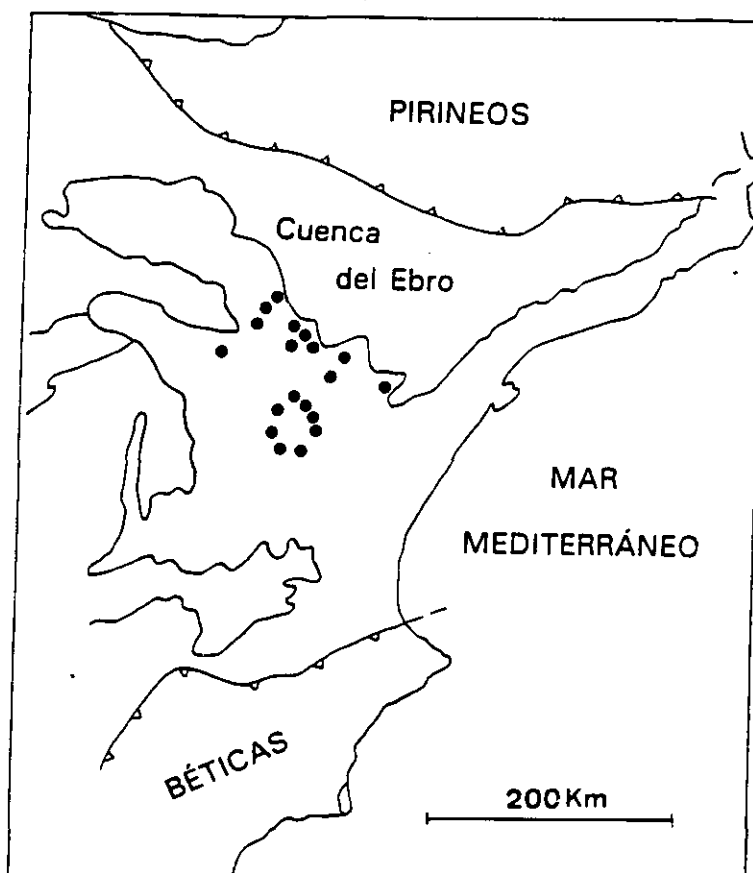 PIRINEOS
Cuenca
del Ebro
MAR
MEDITERRÁNEO
BÉTICAS
200Km